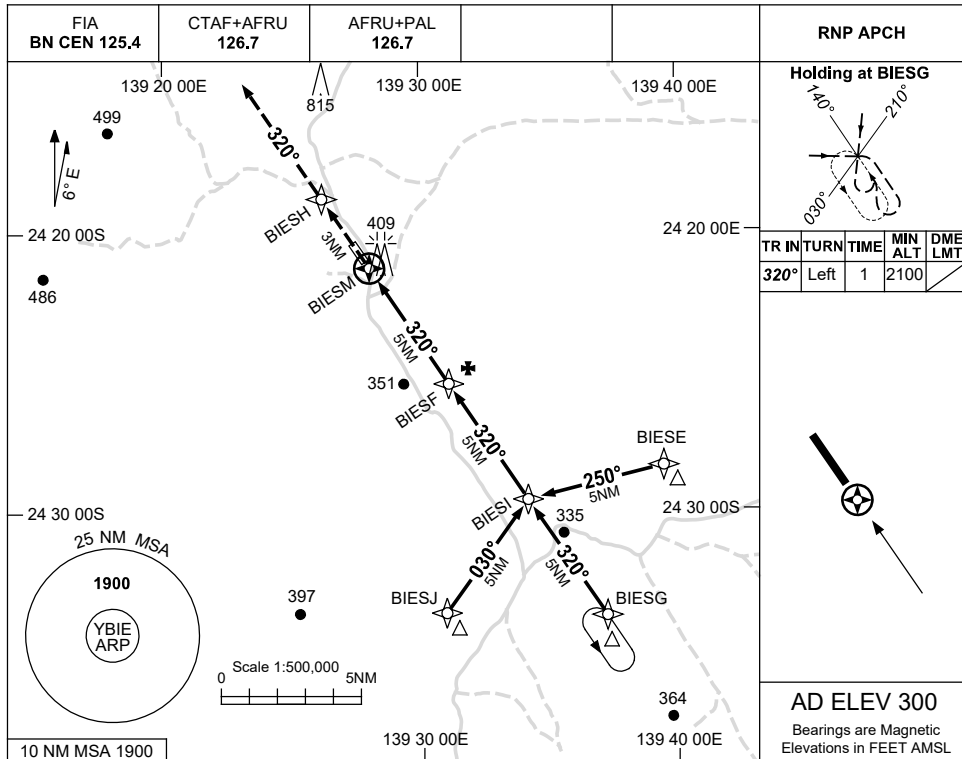 FIA
BN CEN 125.4
CTAF+AFRU
126.7
AFRU+PAL
126.7
RNP APCH
139 20 00E
139 30 00E
139 40 00E
815
499
6° E
320°
BIESH
3NM
409
24 20 00S
24 20 00E
486
BIESM
320°
5NM
351
BIESF
320°
5NM
BIESE
250°
5NM
BIESI
24 30 00S
24 30 00S
335
030°
5NM
320°
5NM
BIESJ
BIESG
397
364
25 NM MSA
1900
YBIE
ARP
Scale 1:500,000
0 5NM
10 NM MSA 1900
139 30 00E
139 40 00E
Holding at BIESG
140°
210°
030°
TR IN TURN TIME MIN ALT DME LMT
320° Left 1 2100
AD ELEV 300
Bearings are Magnetic
Elevations in FEET AMSL